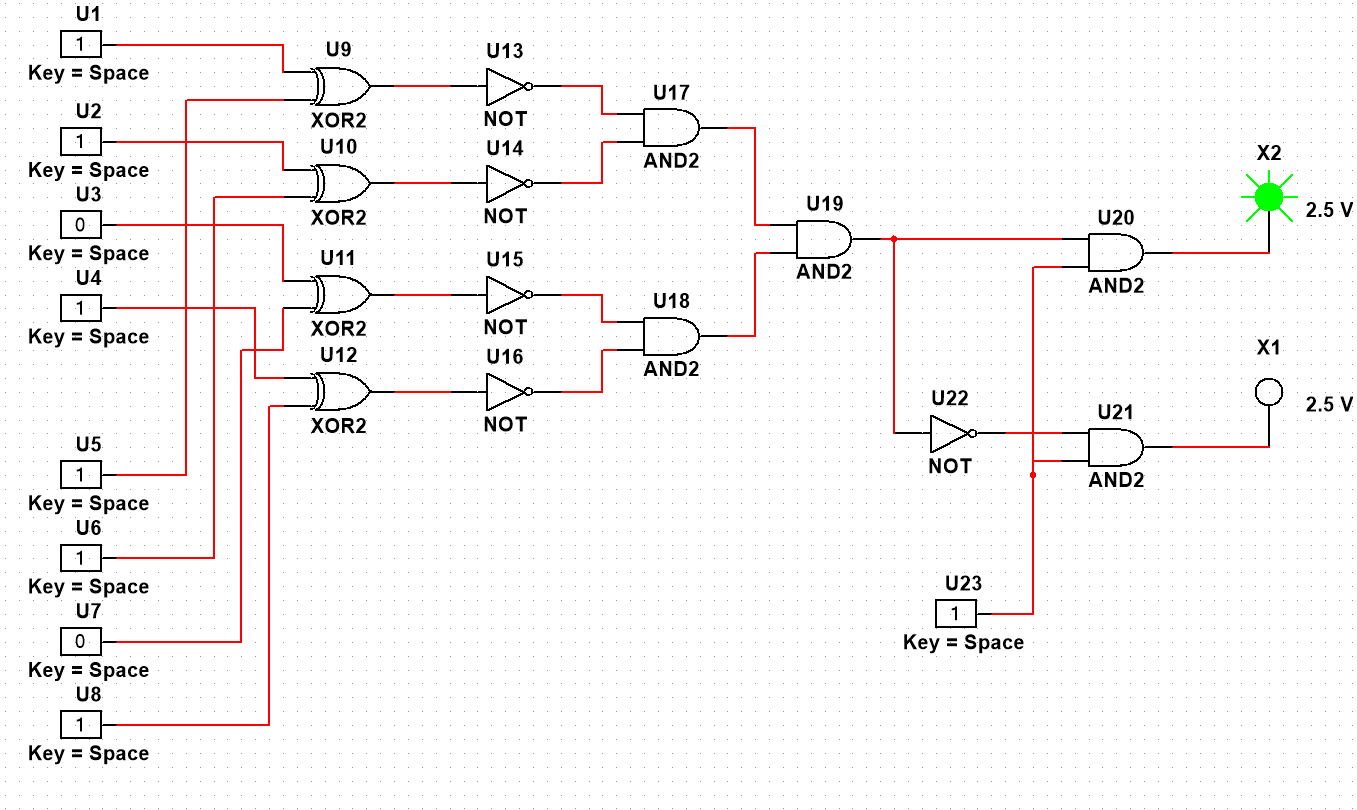 U1
1
Key = Space
U2
1
Key = Space
U3
0
Key = Space
U4
1
Key = Space
U5
1
Key = Space
U6
1
Key = Space
U7
0
Key = Space
U8
1
Key = Space
U9
XOR2
U10
XOR2
U11
XOR2
U12
XOR2
U13
NOT
U14
NOT
U15
NOT
U16
NOT
U17
AND2
U18
AND2
U19
AND2
U20
AND2
U22
NOT
U21
AND2
U23
1
Key = Space
X2
2.5 V
X1
2.5 V